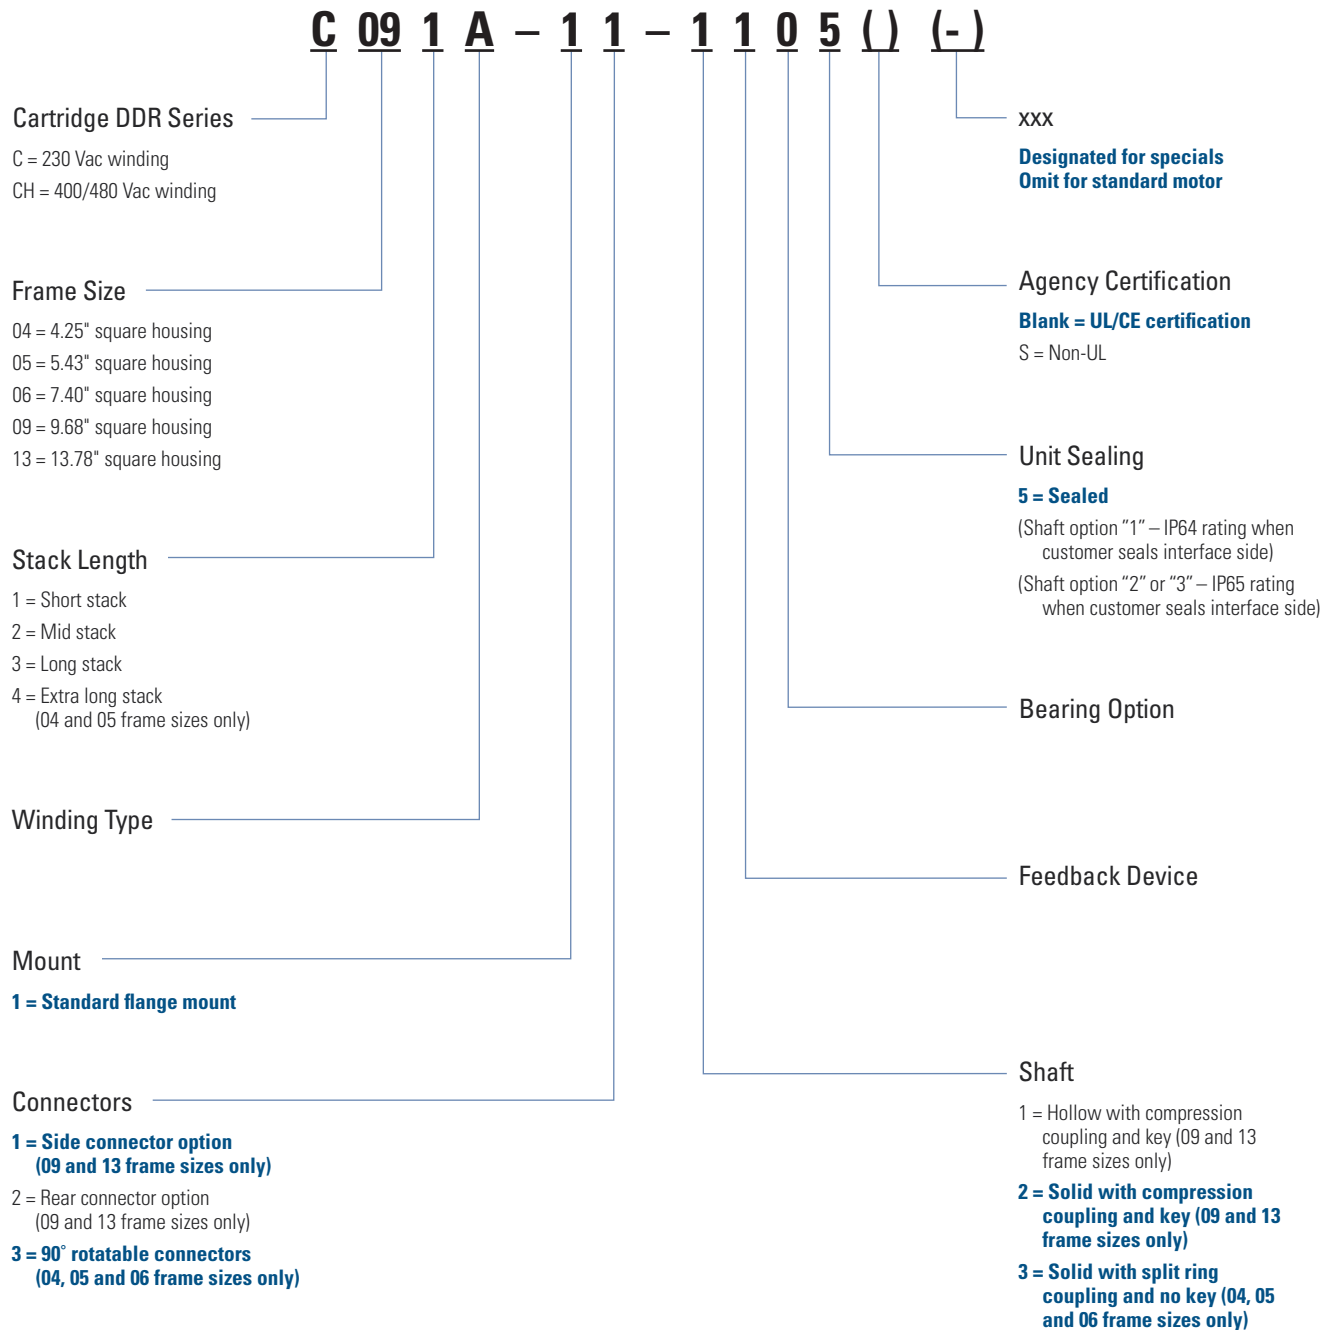 C 09 1 A – 1 1 – 1 1 0 5 ( ) (- )
Cartridge DDR Series
C = 230 Vac winding
CH = 400/480 Vac winding
Frame Size
04 = 4.25" square housing
05 = 5.43" square housing
06 = 7.40" square housing
09 = 9.68" square housing
13 = 13.78" square housing
Stack Length
1 = Short stack
2 = Mid stack
3 = Long stack
4 = Extra long stack
(04 and 05 frame sizes only)
Winding Type
Mount
1 = Standard flange mount
Connectors
1 = Side connector option
(09 and 13 frame sizes only)
2 = Rear connector option
(09 and 13 frame sizes only)
3 = 90˚ rotatable connectors
(04, 05 and 06 frame sizes only)
xxx
Designated for specials
Omit for standard motor
Agency Certification
Blank = UL/CE certification
S = Non-UL
Unit Sealing
5 = Sealed
(Shaft option “1” – IP64 rating when
customer seals interface side)
(Shaft option “2” or “3” – IP65 rating
when customer seals interface side)
Bearing Option
Feedback Device
Shaft
1 = Hollow with compression
coupling and key (09 and 13
frame sizes only)
2 = Solid with compression
coupling and key (09 and 13
frame sizes only)
3 = Solid with split ring
coupling and no key (04, 05
and 06 frame sizes only)